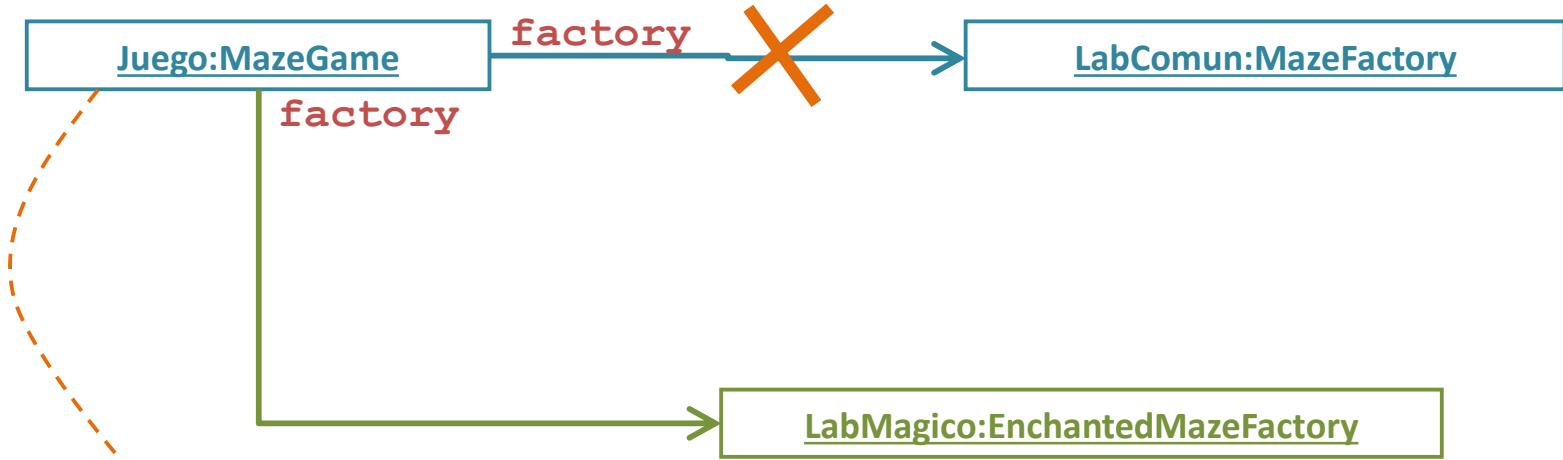 Juego:MazeGame
factory
LabComun:MazeFactory
factory
LabMagico:EnchantedMazeFactory